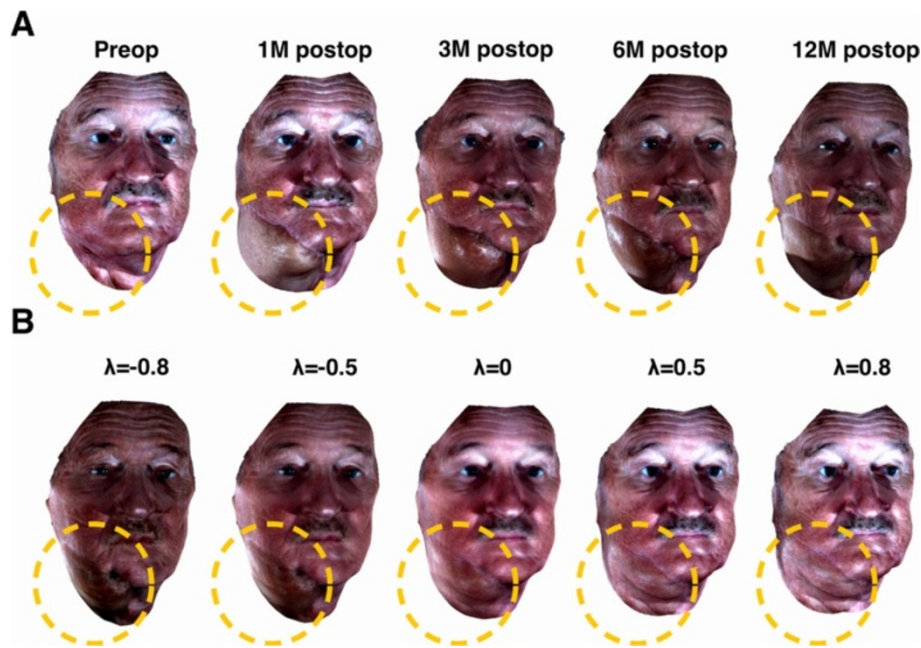 A
Preop 1M postop 3M postop 6M postop 12M postop
B
λ=-0.8 λ=-0.5 λ=0 λ=0.5 λ=0.8